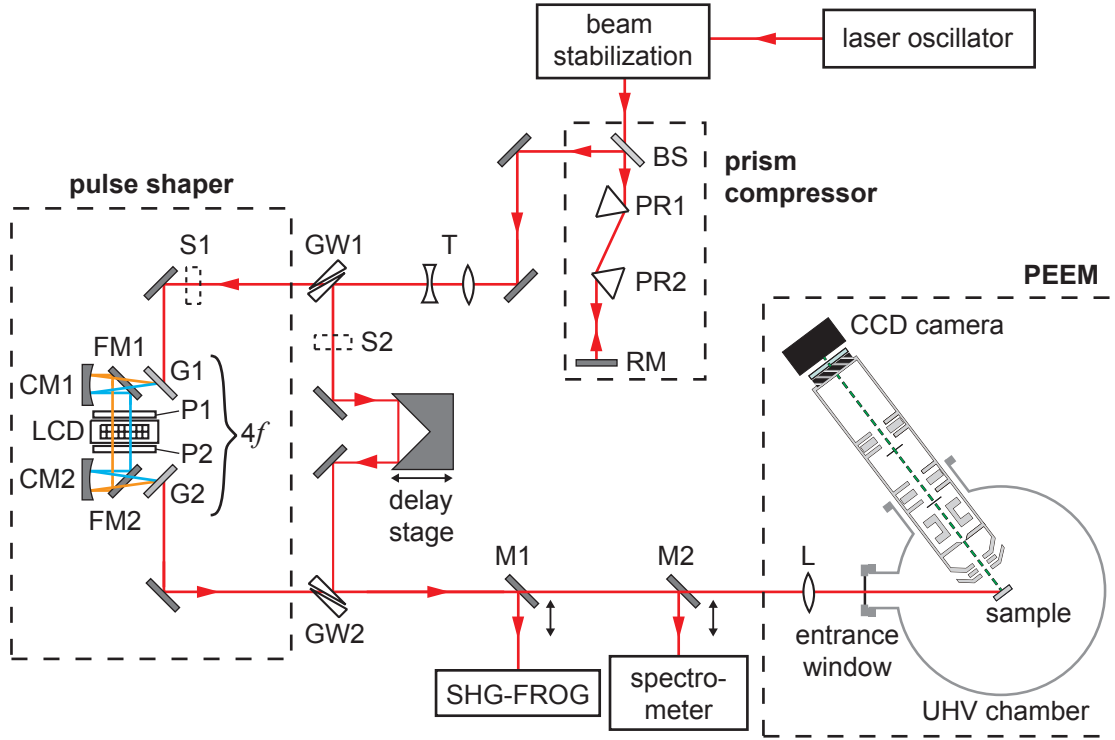 beam
stabilization
laser oscillator
BS
prism
compressor
PR1
PR2
RM
pulse shaper
S1
GW1
T
S2
FM1
G1
CM1
P1
LCD
4f
P2
CM2
G2
FM2
delay
stage
GW2
M1
M2
SHG-FROG
spectro-
meter
PEEM
CCD camera
L
sample
entrance
window
UHV chamber